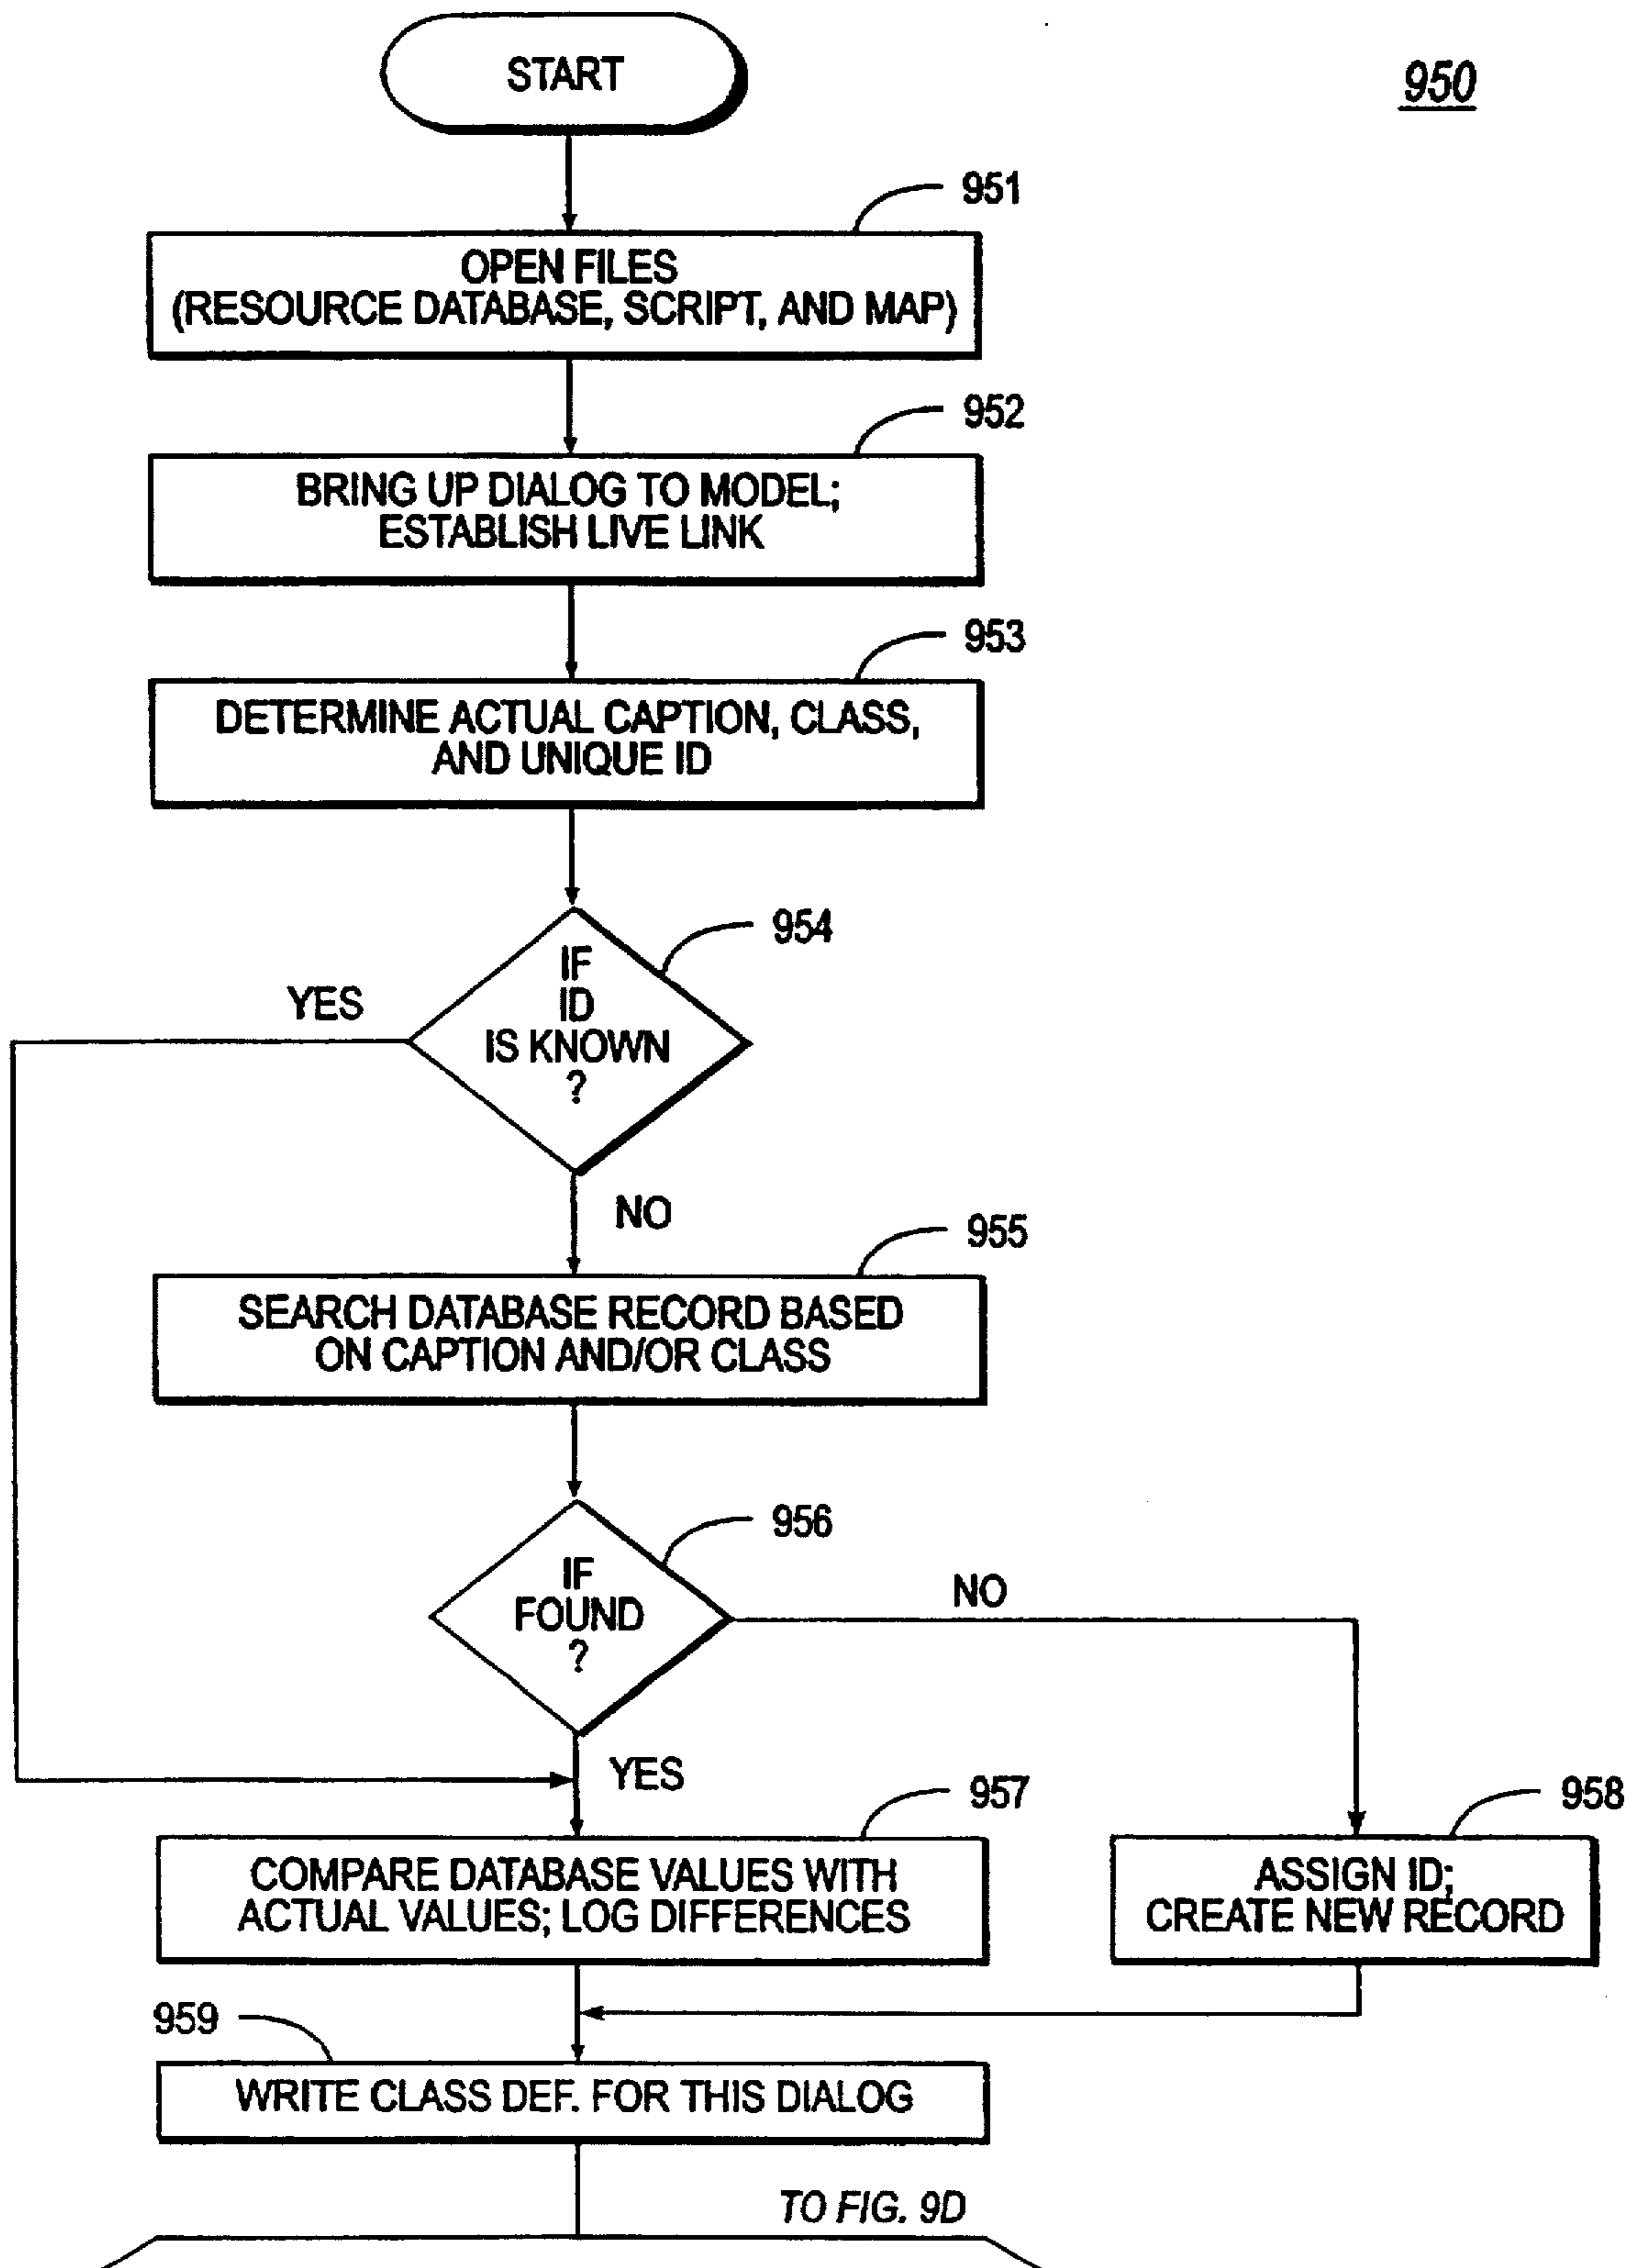 START
950
951
OPEN FILES
(RESOURCE DATABASE, SCRIPT, AND MAP)
952
BRING UP DIALOG TO MODEL;
ESTABLISH LIVE LINK
953
DETERMINE ACTUAL CAPTION, CLASS,
AND UNIQUE ID
954
IF
ID
IS KNOWN
?
YES
NO
955
SEARCH DATABASE RECORD BASED
ON CAPTION AND/OR CLASS
956
IF
FOUND
?
NO
YES
957
COMPARE DATABASE VALUES WITH
ACTUAL VALUES; LOG DIFFERENCES
958
ASSIGN ID;
CREATE NEW RECORD
959
WRITE CLASS DEF. FOR THIS DIALOG
TO FIG. 9D